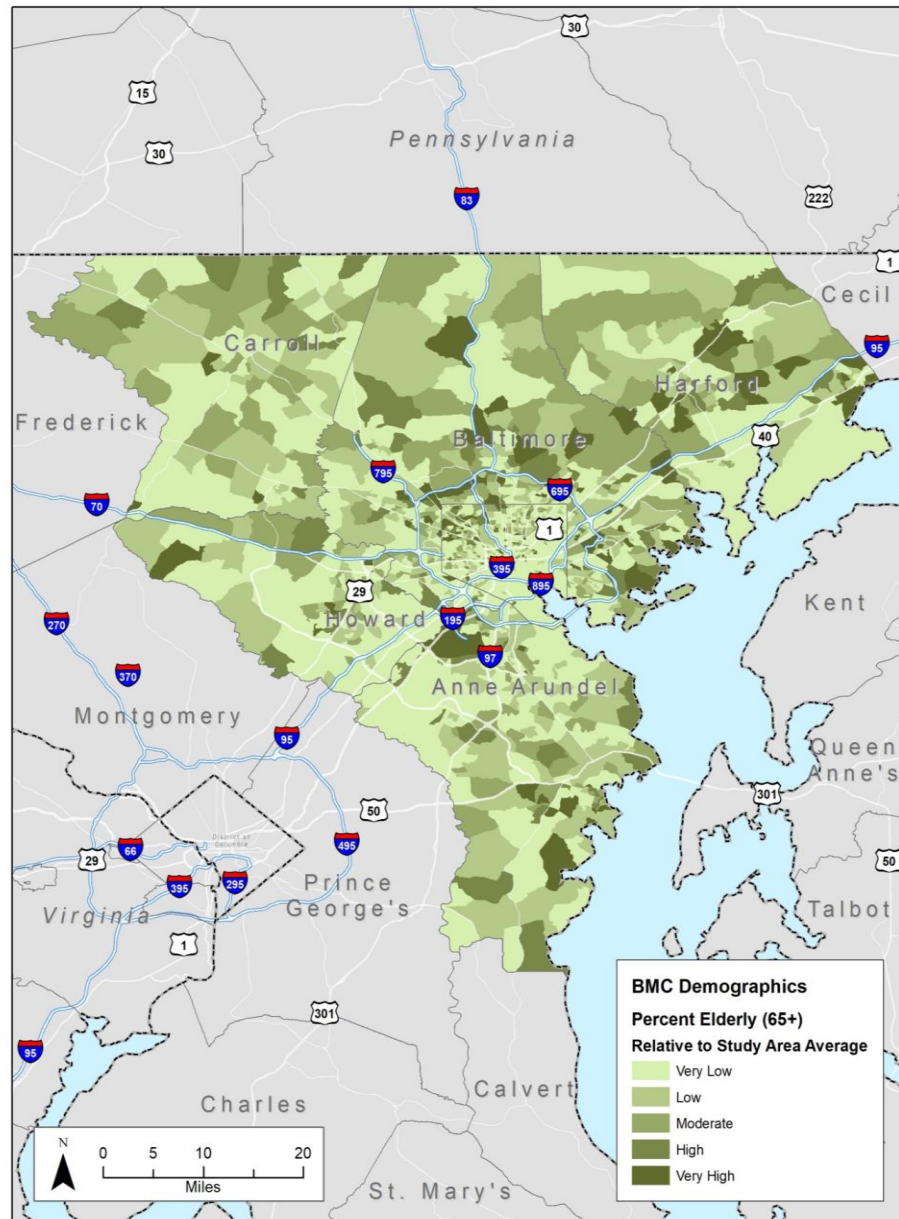 30
15
30
Pennsylvania
83
222
1
Cecil
95
Carroll
Harford
Frederick
40
Baltimore
795
695
70
1
395
29
895
Kent
Howard
195
270
97
370
Anne Arundel
Montgomery
95
Queen
Anne's
301
50
District of
Columbia
66
495
29
50
395
295
Prince
George's
Talbot
Virginia
1
BMC Demographics
Percent Elderly (65+)
301
Relative to Study Area Average
95
Very Low
Calvert
Low
Charles
Moderate
N
0 5 10 20
High
Miles
Very High
St. Mary's